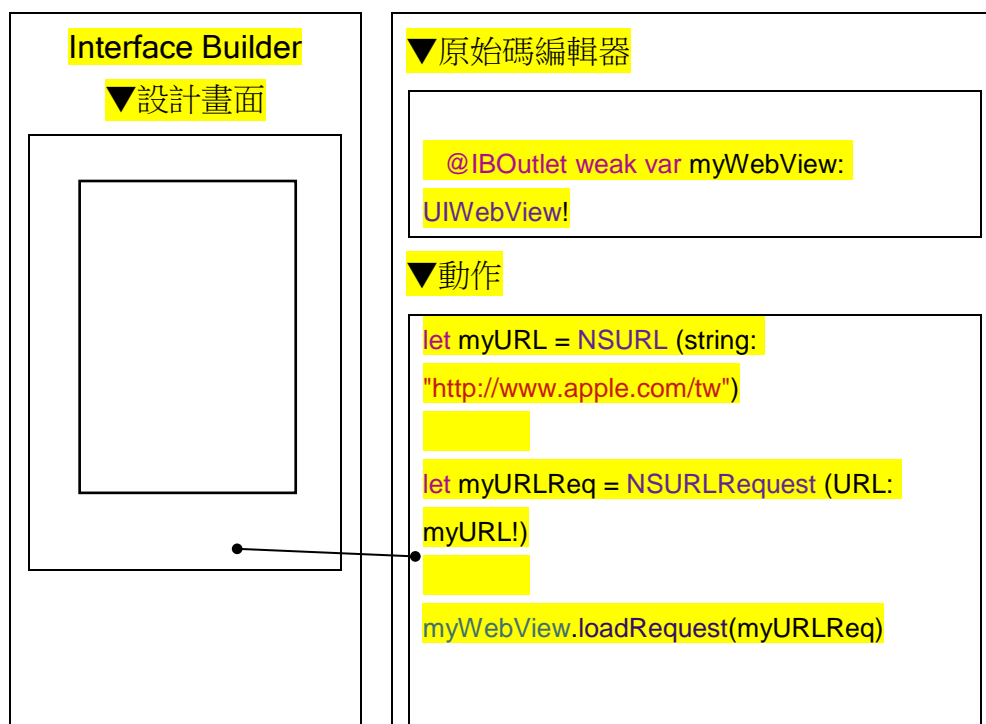 Interface Builder
▼設計畫面
▼原始碼編輯器
@IBOutlet weak var myWebView:
UIWebView!
▼動作
let myURL = NSURL (string:
"http://www.apple.com/tw")
let myURLReq = NSURLRequest (URL:
myURL!)
myWebView.loadRequest(myURLReq)